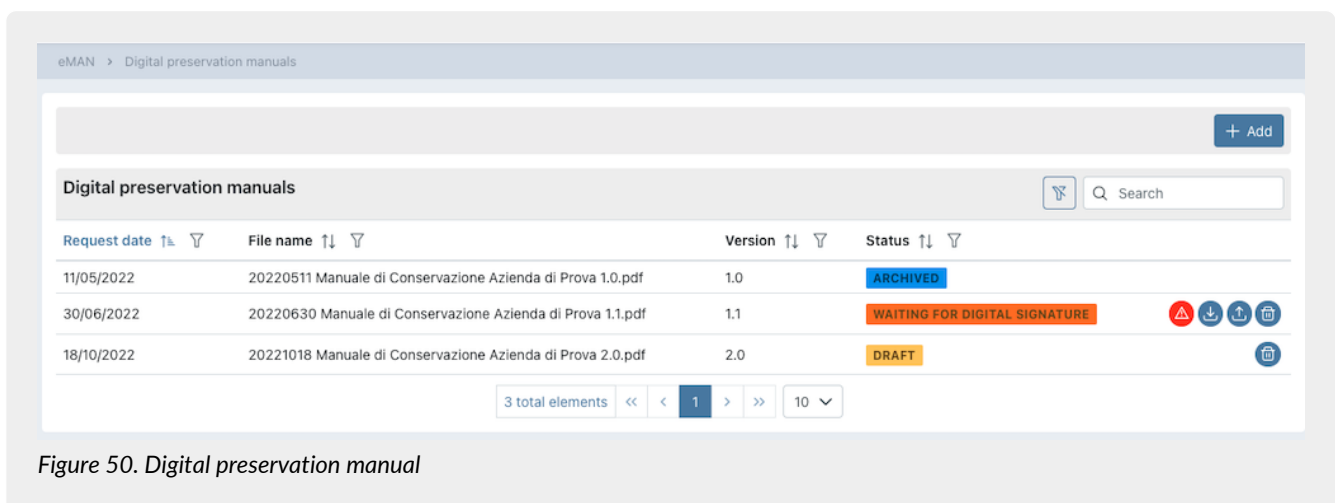 eMAN > Digital preservation manuals
+ Add
Digital preservation manuals
Search
Request date File name Version Status
11/05/2022 20220511 Manuale di Conservazione Azienda di Prova 1.0.pdf 1.0 ARCHIVED
30/06/2022 20220630 Manuale di Conservazione Azienda di Prova 1.1.pdf 1.1 WAITING FOR DIGITAL SIGNATURE
18/10/2022 20221018 Manuale di Conservazione Azienda di Prova 2.0.pdf 2.0 DRAFT
3 total elements << < 1 > >> 10
Figure 50. Digital preservation manual